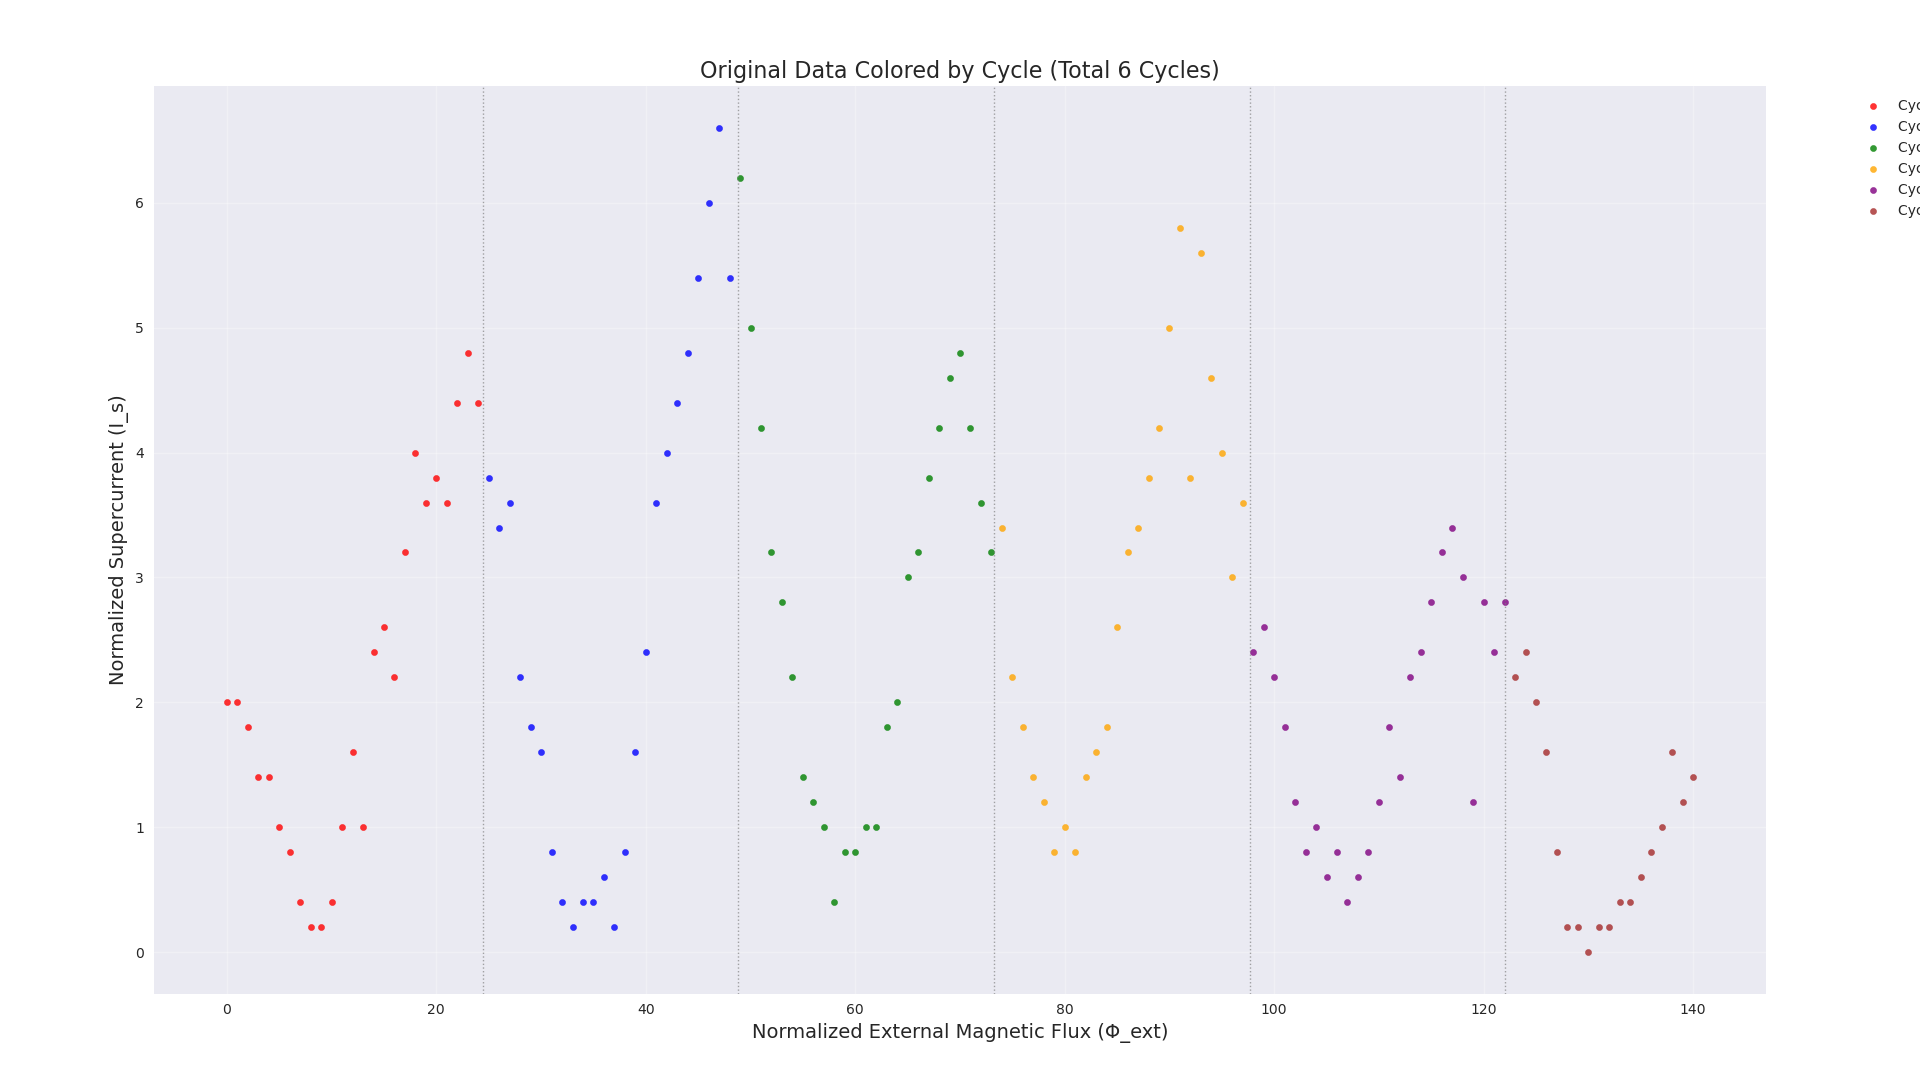 Original Data Colored by Cycle (Total 6 Cycles)
Cyc
Cyc
Cyc
Cyc
Cyc
Cyc
Normalized Supercurrent (I_s)
6
5
4
3
2
1
0
0 20 40 60 80 100 120 140
Normalized External Magnetic Flux (Φ_ext)